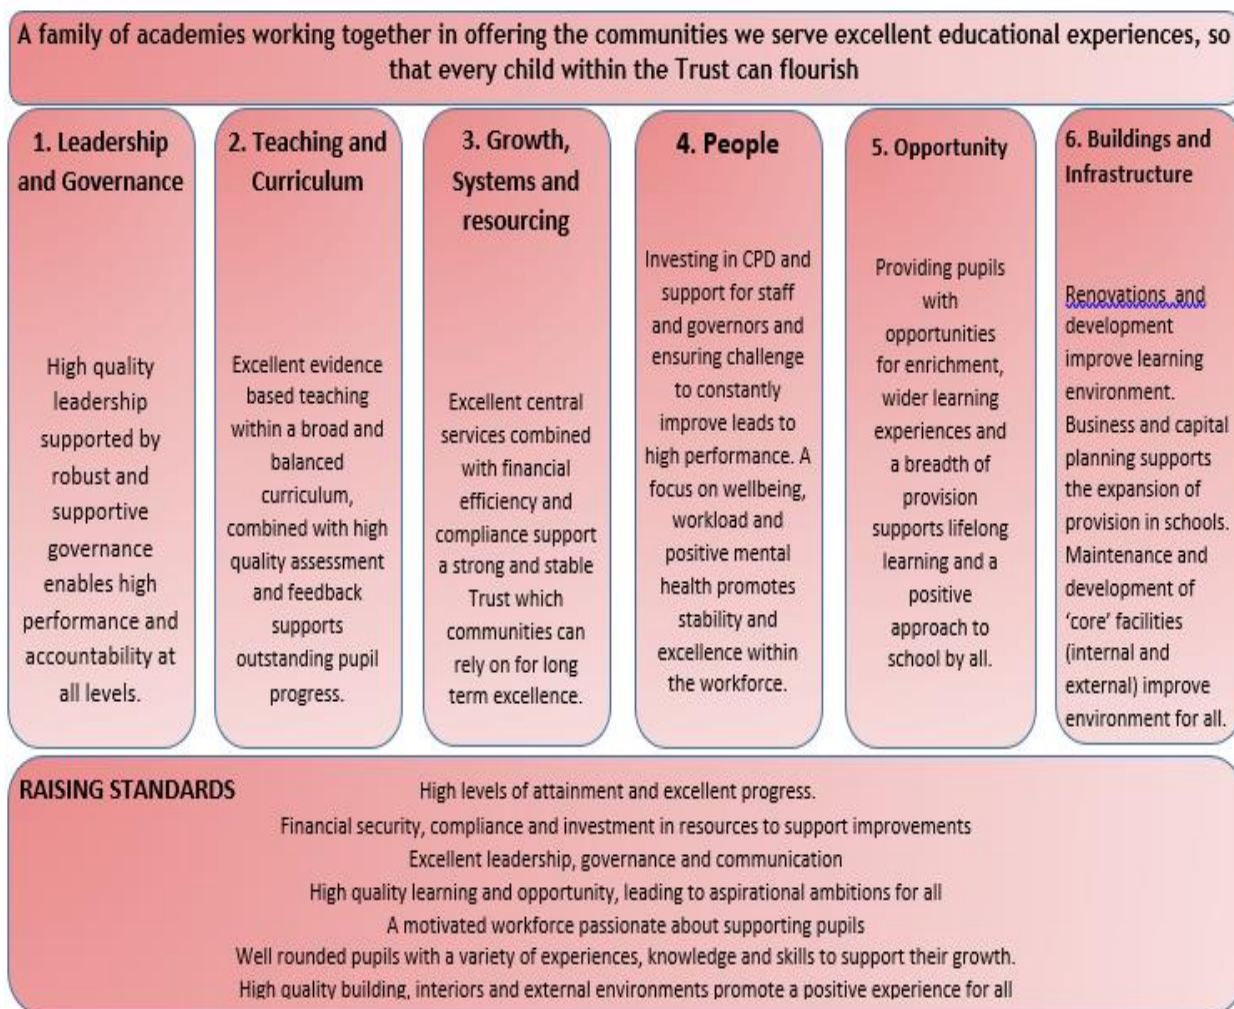 A family of academies working together in offering the communities we serve excellent educational experiences, so
that every child within the Trust can flourish
1. Leadership
and Governance
High quality
leadership
supported by
robust and
supportive
governance
enables high
performance and
accountability at
all levels.
2. Teaching and
Curriculum
Excellent evidence
based teaching
within a broad and
balanced
curriculum,
combined with high
quality assessment
and feedback
supports
outstanding pupil
progress.
3. Growth,
Systems and
resourcing
Excellent central
services combined
with financial
efficiency and
compliance support
a strong and stable
Trust which
communities can
rely on for long
term excellence.
4. People
Investing in CPD and
support for staff
and governors and
ensuring challenge
to constantly
improve leads to
high performance. A
focus on wellbeing,
workload and
positive mental
health promotes
stability and
excellence within
the workforce.
5. Opportunity
Providing pupils
with
opportunities
for enrichment,
wider learning
experiences and
a breadth of
provision
supports lifelong
learning and a
positive
approach to
school by all.
6. Buildings and
Infrastructure
Renovations and
development
improve learning
environment.
Business and capital
planning supports
the expansion of
provision in schools.
Maintenance and
development of
‘core’ facilities
(internal and
external) improve
environment for all.
RAISING STANDARDS
High levels of attainment and excellent progress.
Financial security, compliance and investment in resources to support improvements
Excellent leadership, governance and communication
High quality learning and opportunity, leading to aspirational ambitions for all
A motivated workforce passionate about supporting pupils
Well rounded pupils with a variety of experiences, knowledge and skills to support their growth.
High quality building, interiors and external environments promote a positive experience for all